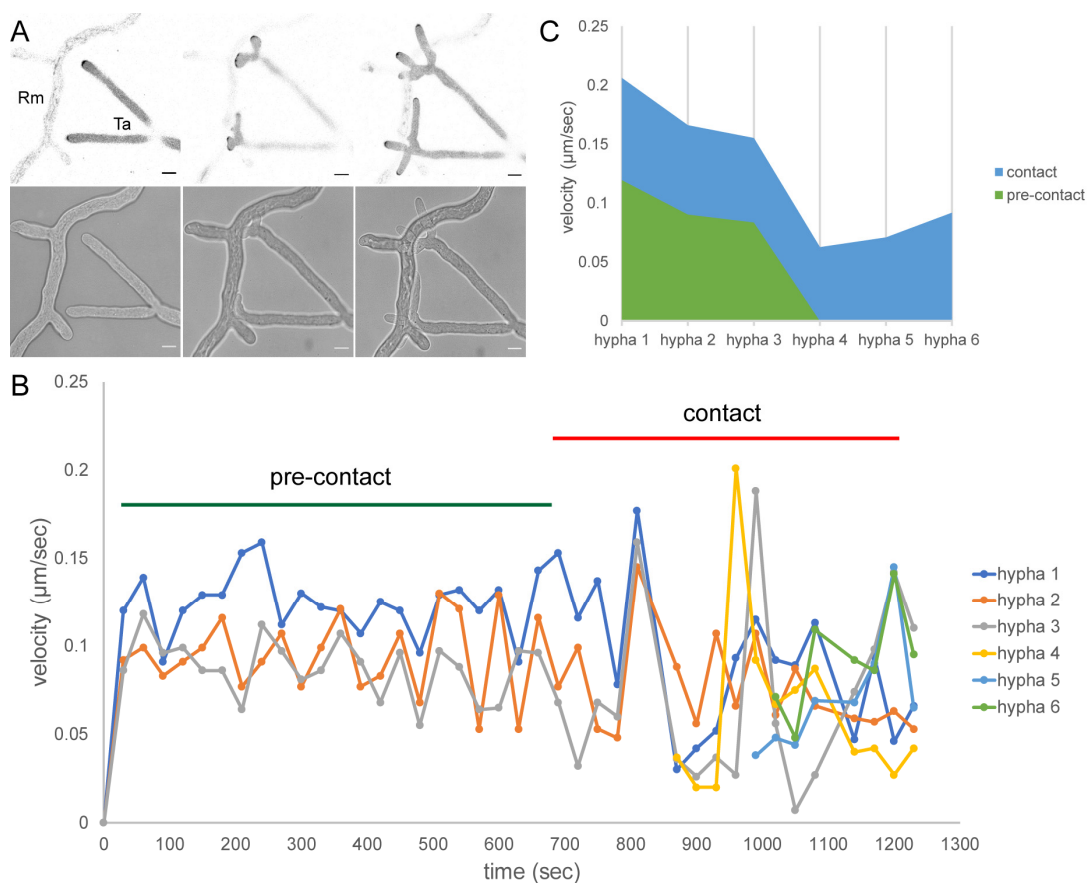 A
Rm
Ta
C
velocity (μm/sec)
0.25
0.2
0.15
0.1
0.05
0
hypha 1
hypha 2
hypha 3
hypha 4
hypha 5
hypha 6
contact
pre-contact
B
velocity (μm/sec)
0.25
0.2
0.15
0.1
0.05
0
pre-contact
contact
0
100
200
300
400
500
600
700
800
900
1000
1100
1200
1300
time (sec)
hypha 1
hypha 2
hypha 3
hypha 4
hypha 5
hypha 6